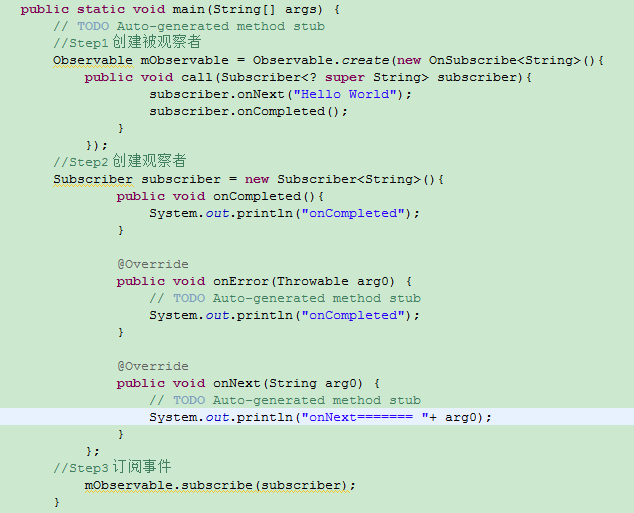 public static void main(String[] args) {
// TODO Auto-generated method stub
//Step1 创建被观察者
Observable mObservable = Observable.create(new OnSubscribe<String>(){
public void call(Subscriber<? super String> subscriber){
subscriber.onNext("Hello World");
subscriber.onCompleted();
}
});
//Step2 创建观察者
Subscriber subscriber = new Subscriber<String>(){
public void onCompleted(){
System.out.println("onCompleted");
}
@Override
public void onError(Throwable arg0) {
// TODO Auto-generated method stub
System.out.println("onCompleted");
}
@Override
public void onNext(String arg0) {
// TODO Auto-generated method stub
System.out.println("onNext======= "+ arg0);
}
};
//Step3 订阅事件
mObservable.subscribe(subscriber);
}